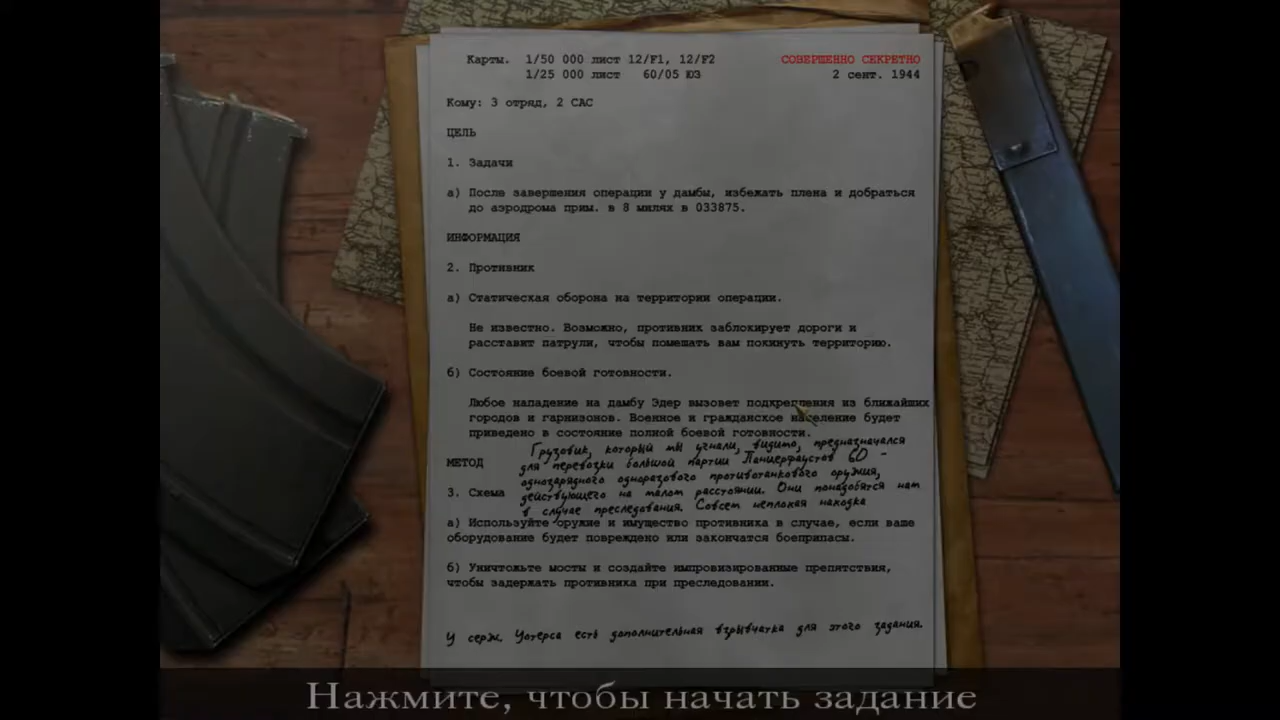 Карты. 1/50 000 лист 12/F1, 12/F2 СОВЕРШЕННО СЕКРЕТНО
1/25 000 лист 60/05 ЮЗ 2 сент. 1944
Кому: 3 отряд, 2 САС
ЦЕЛЬ
1. Задачи
а) После завершения операции у дамбы, избежать плена и добраться
до аэродрома прим. в 8 милях в 033875.
ИНФОРМАЦИЯ
2. Противник
а) Статическая оборона на территории операции.
Не известно. Возможно, противник заблокирует дороги и
расставит патрули, чтобы помешать вам покинуть территорию.
б) Состояние боевой готовности.
Любое нападение на дамбу Эдер вызовет подкрепления из ближайших
городов и гарнизонов. Военное и гражданское население будет
приведено в состояние полной боевой готовности.
Грузовик, который мы угнали, видимо, предназначался
для перевозки большой партии Панцерфаустов 60 -
однозарядного одноразового противотанкового оружия,
действующего на малом расстоянии. Они понадобятся нам
в случае преследования. Совсем неплохая находка
МЕТОД
3. Схема
а) Используйте оружие и имущество противника в случае, если ваше
оборудование будет повреждено или закончатся боеприпасы.
б) Уничтожьте мосты и создайте импровизированные препятствия,
чтобы задержать противника при преследовании.
У серж. Уотерса есть дополнительная взрывчатка для этого задания.
Нажмите, чтобы начать задание